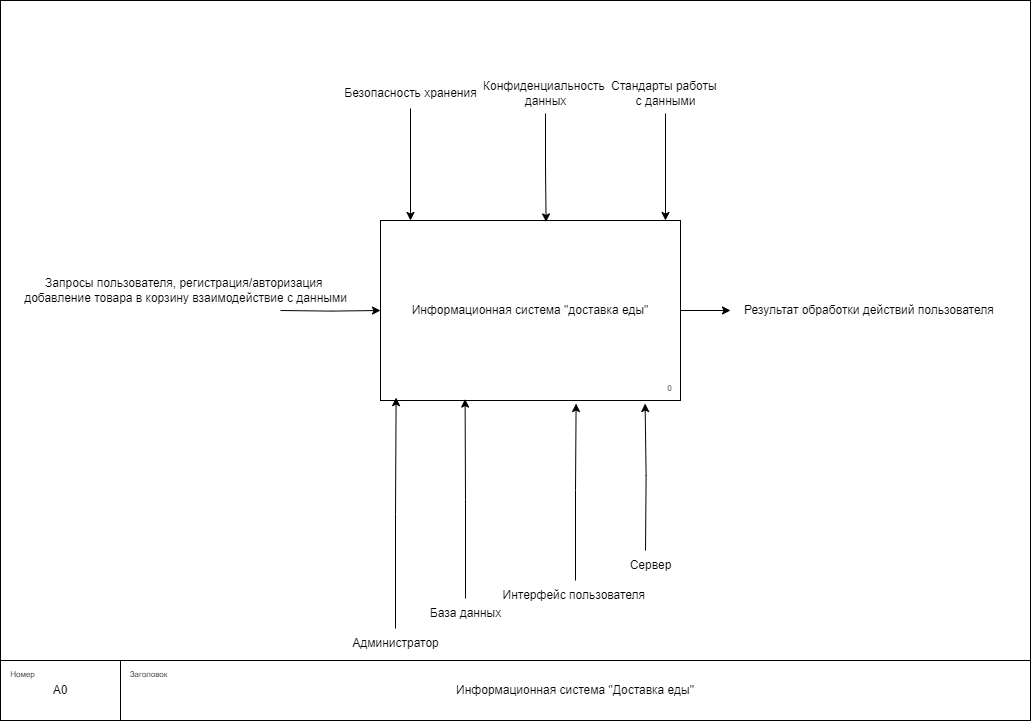 Безопасность хранения
Конфиденциальность
данных
Стандарты работы
с данными
Запросы пользователя, регистрация/авторизация
добавление товара в корзину взаимодействие с данными
Информационная система "доставка еды"
0
Результат обработки действий пользователя
Сервер
Интерфейс пользователя
База данных
Администратор
Номер
A0
Заголовок
Информационная система "Доставка еды"